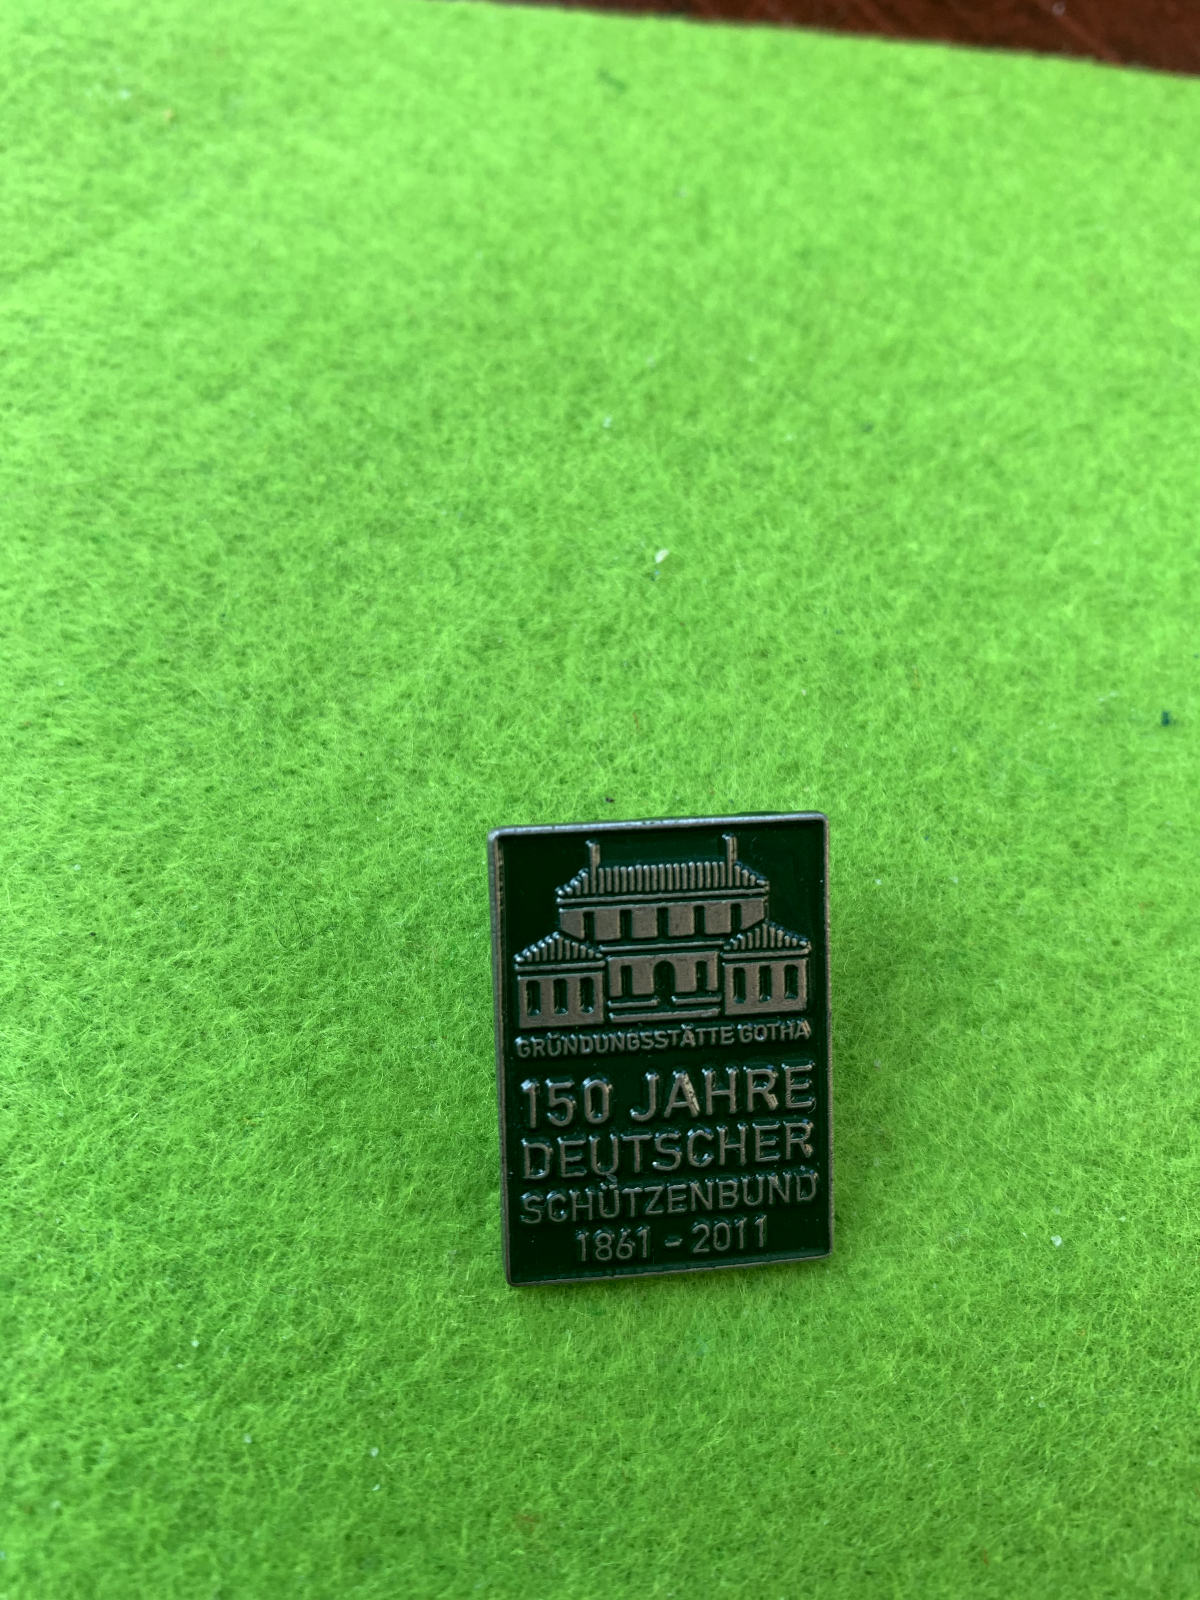 GRÜNDUNGSSTÄTTE GOTHA
150 JAHRE
DEUTSCHER
SCHÜTZENBUND
1861 - 2011